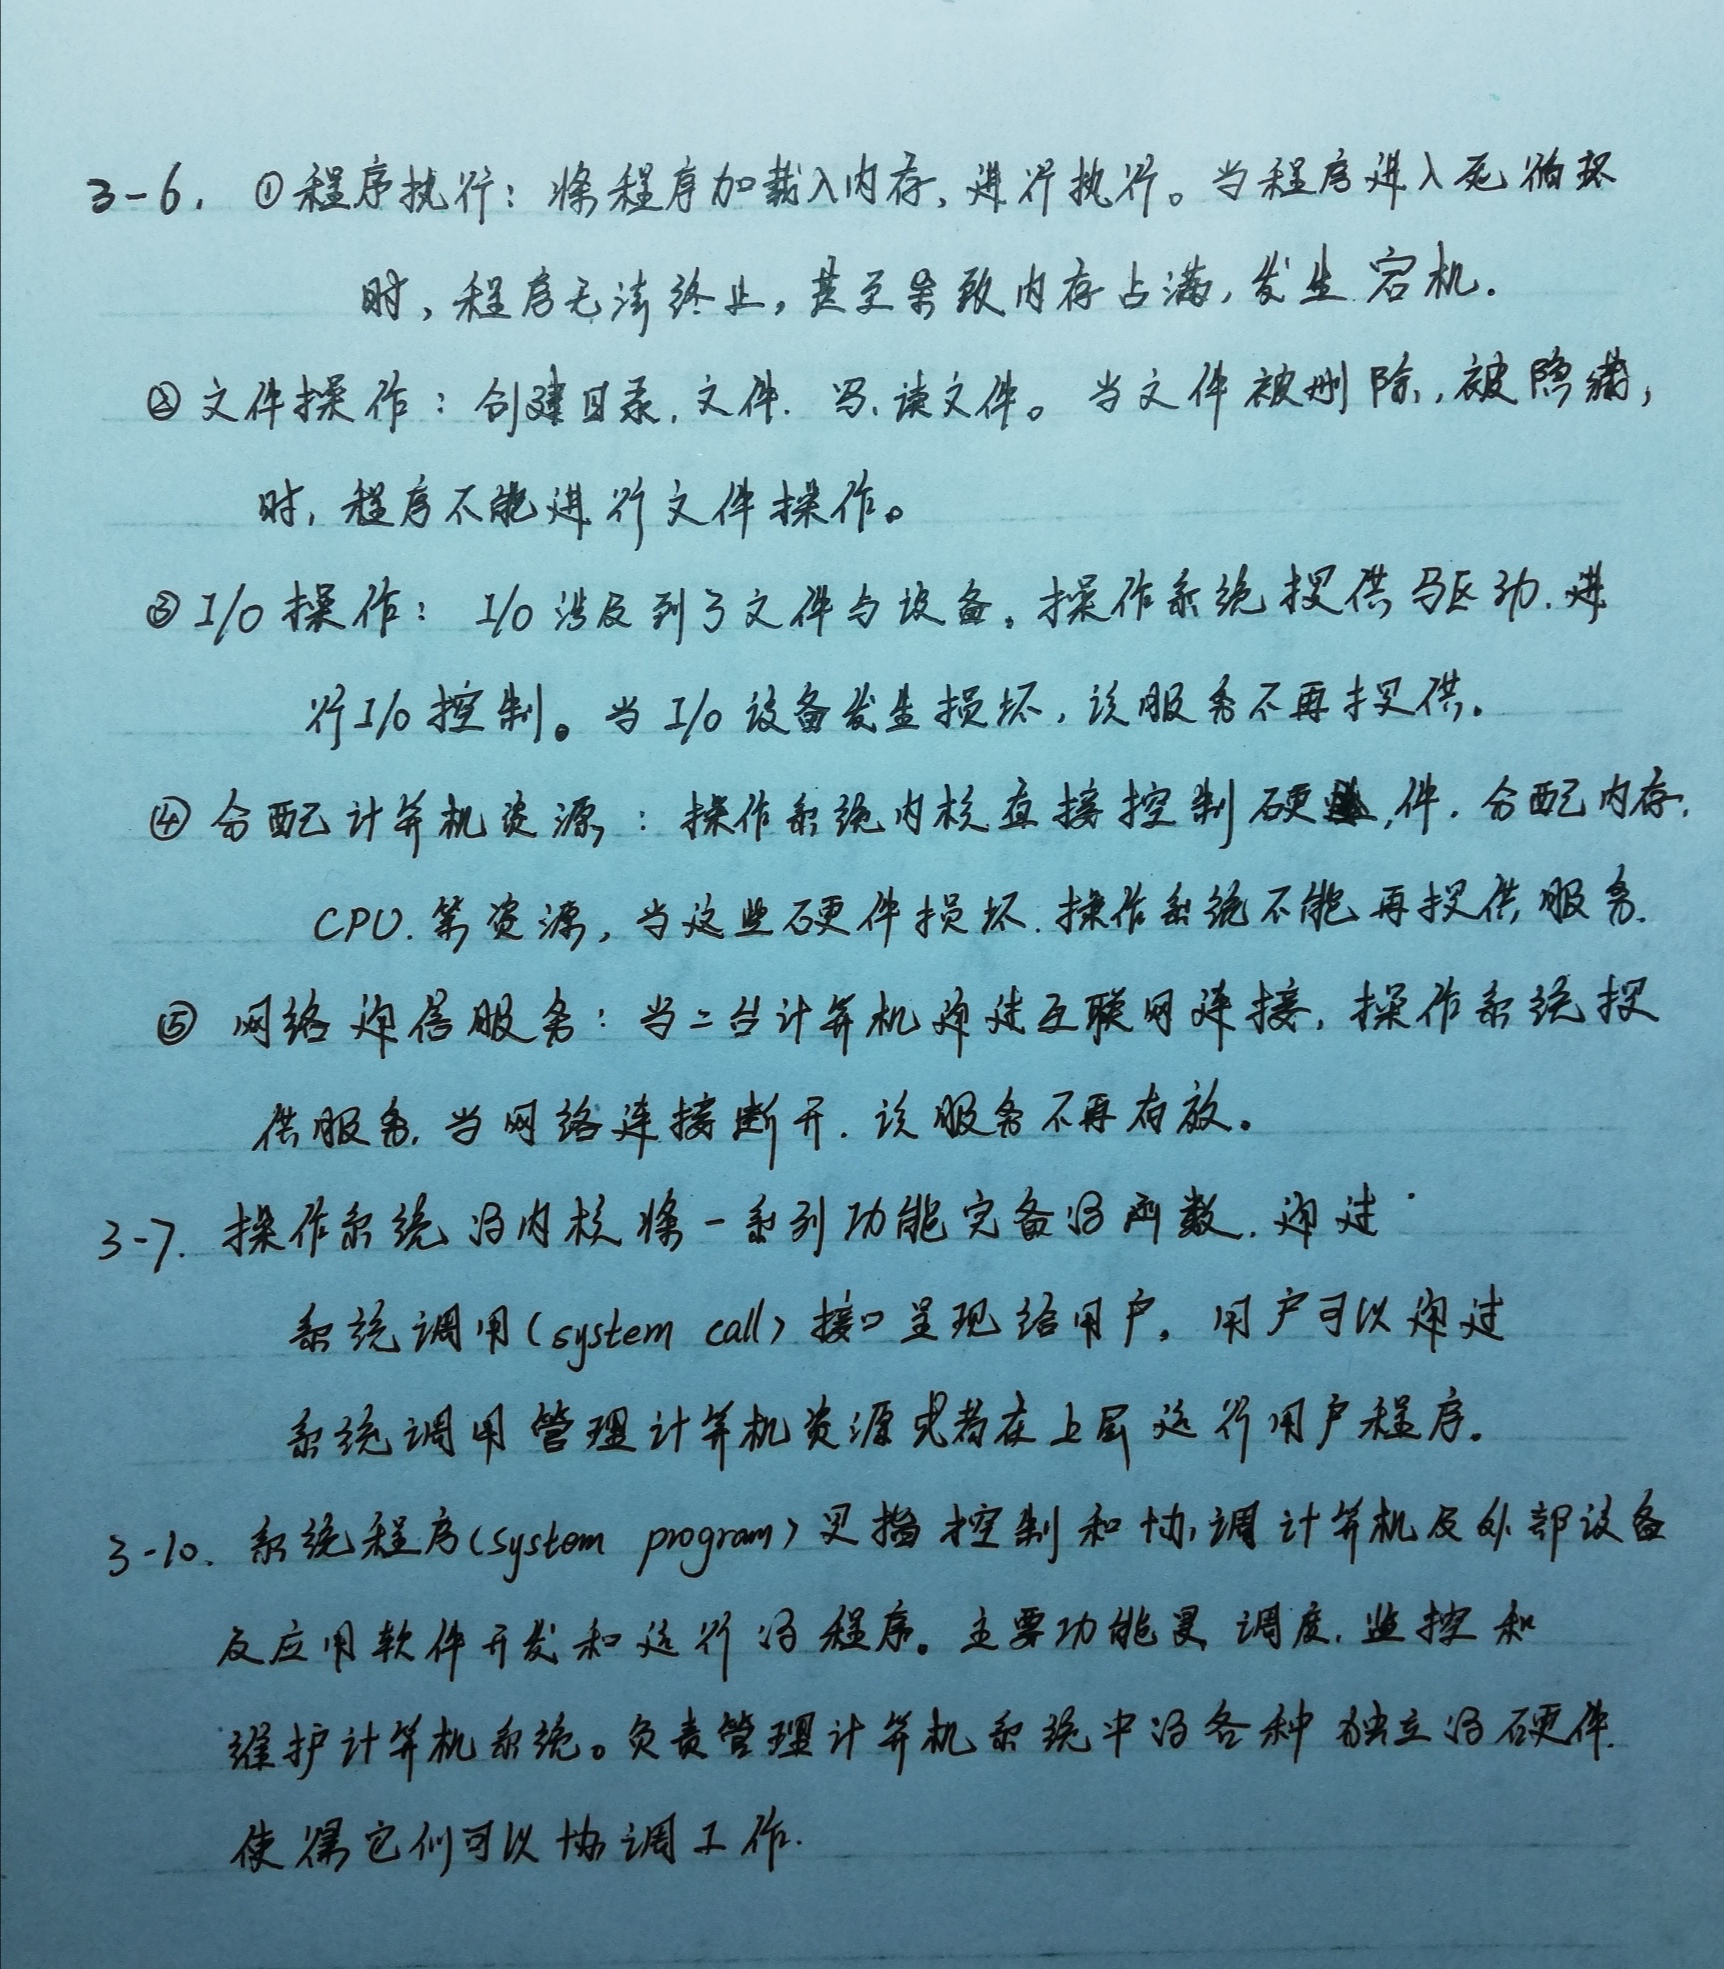 3-6. ①程序执行：将程序加载入内存，进行执行。当程序进入死循环
时，程序无法终止，甚至导致内存占满，发生宕机.
②文件操作：创建目录，文件. 写、读文件。当文件被删除，被隐藏，
时，程序不能进行文件操作。
③I/O操作：I/O涉及到了文件与设备。操作系统提供驱动，进
行I/O控制。当I/O设备发生损坏，该服务不再提供.
④分配计算机资源：操作系统内核直接控制硬件，分配内存，
CPU.等资源，当这些硬件损坏.操作系统不能再提供服务.
⑤网络通信服务：当二台计算机通过互联网连接，操作系统提
供服务，当网络连接断开.该服务不再有效。
3-7. 操作系统的内核将一系列功能完备的函数，通过
系统调用(system call)接口呈现给用户。用户可以通过
系统调用管理计算机资源或者在上层运行用户程序。
3-10. 系统程序(system program)是指控制和协调计算机及外部设备
及应用软件开发和运行的程序。主要功能是调度，监控和
维护计算机系统。负责管理计算机系统中的各种独立的硬件.
使得它们可以协调工作.